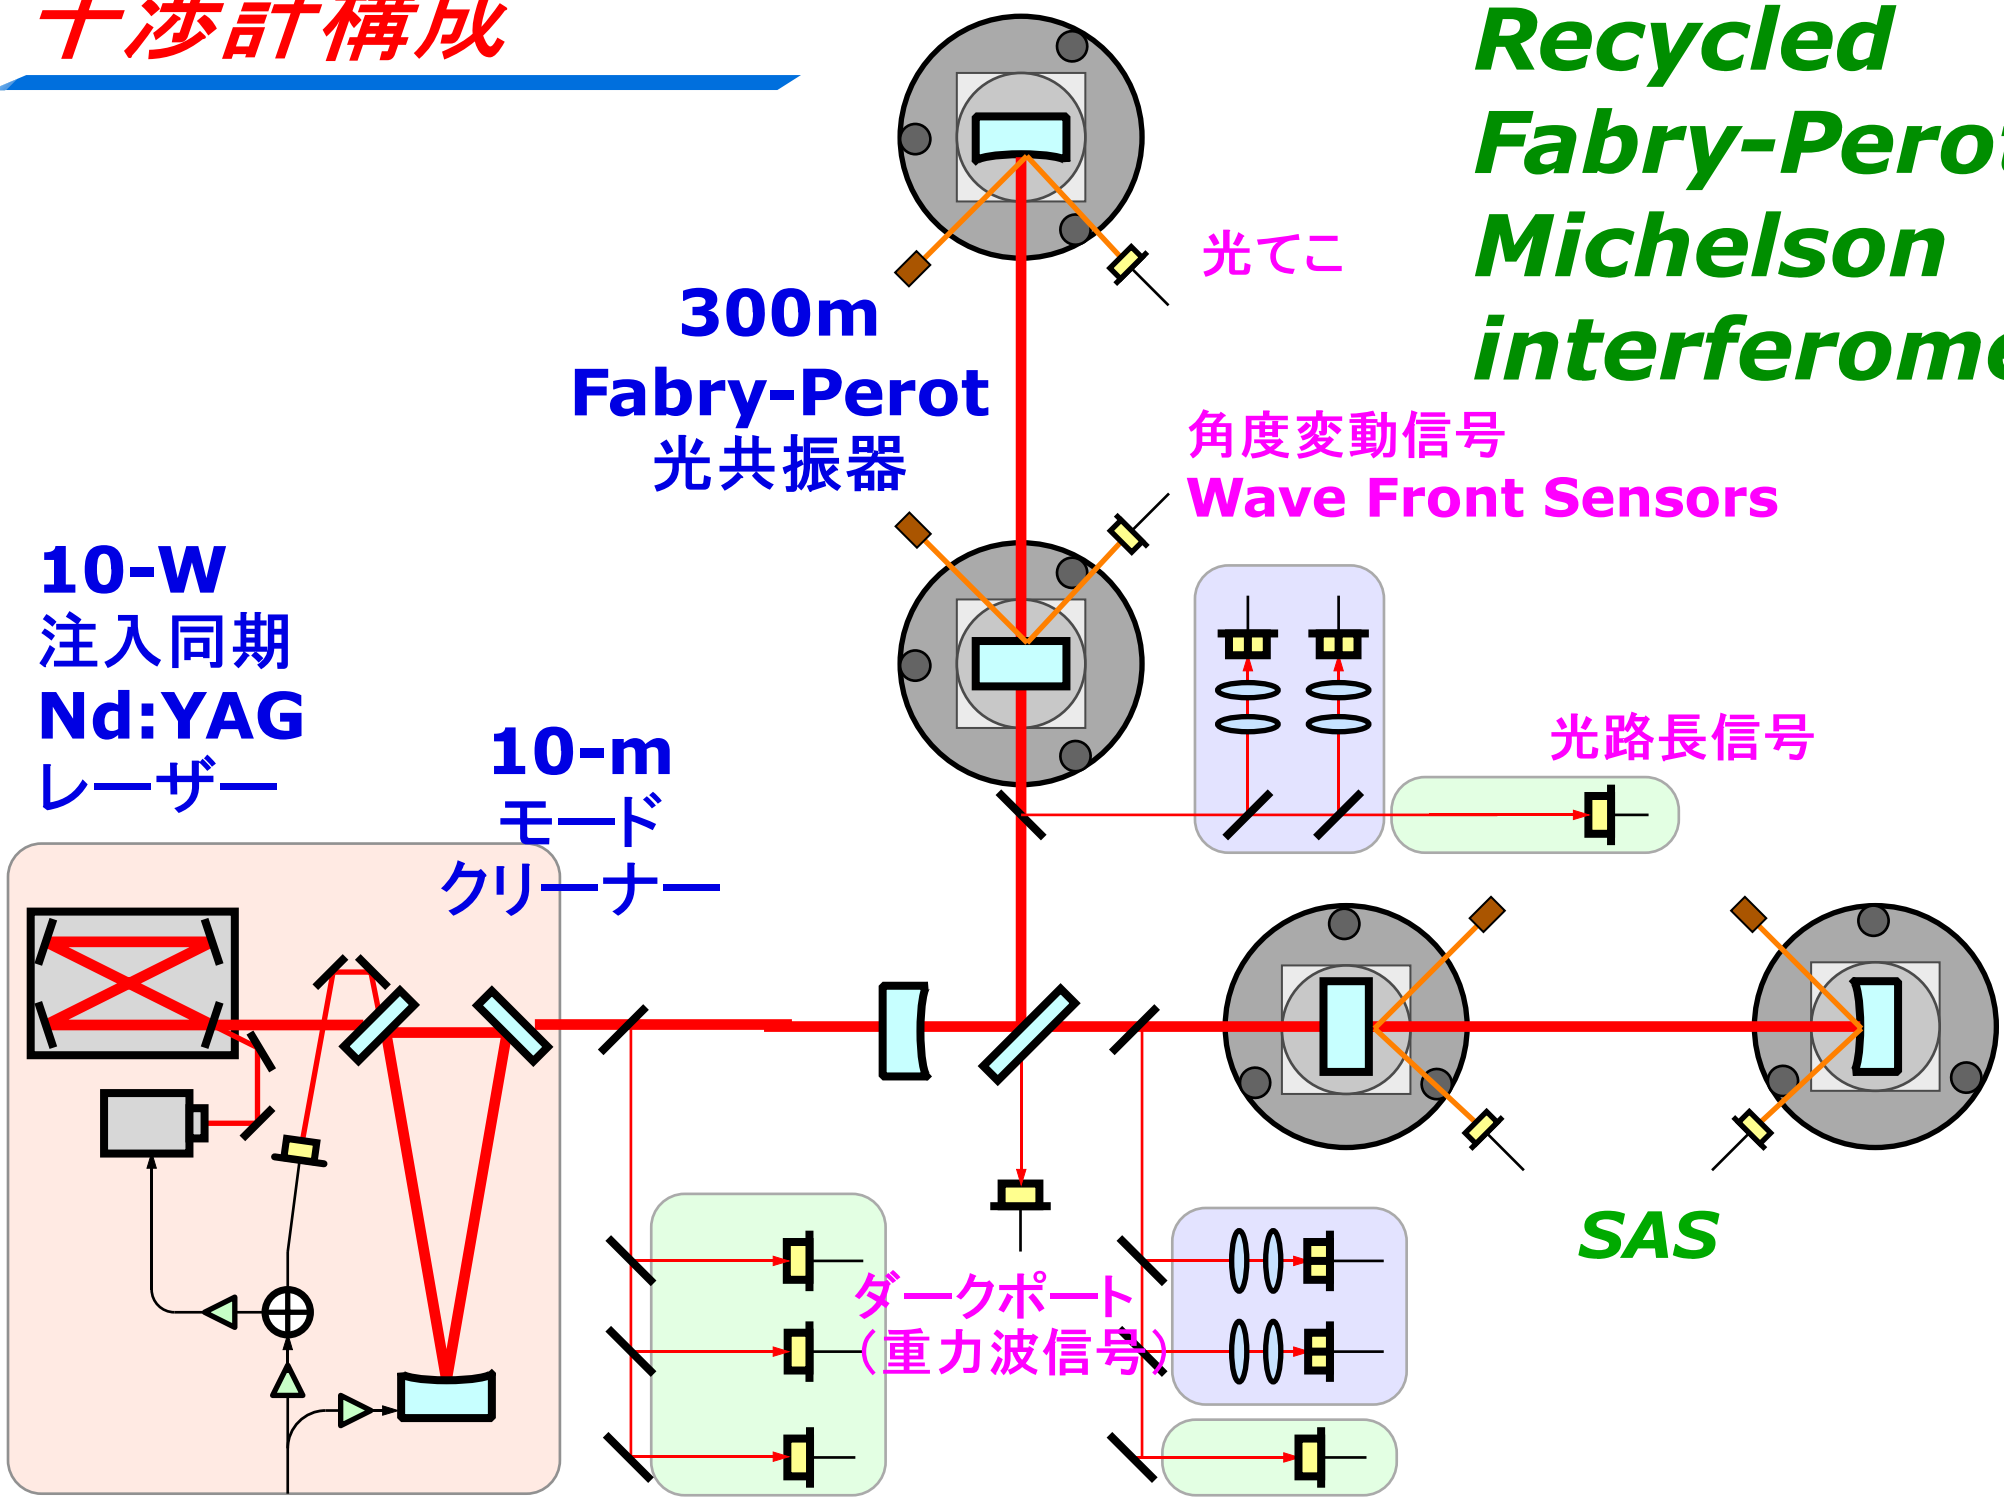 干渉計構成
Recycled
Fabry-Perot
Michelson
光てこ
300m
Fabry-Perot
光共振器
角度変動信号
Wave Front Sensors
10-W
注入同期
Nd:YAG
レーザー
10-m
モード
クリーナー
光路長信号
SAS
ダークポート
（重力波信号）